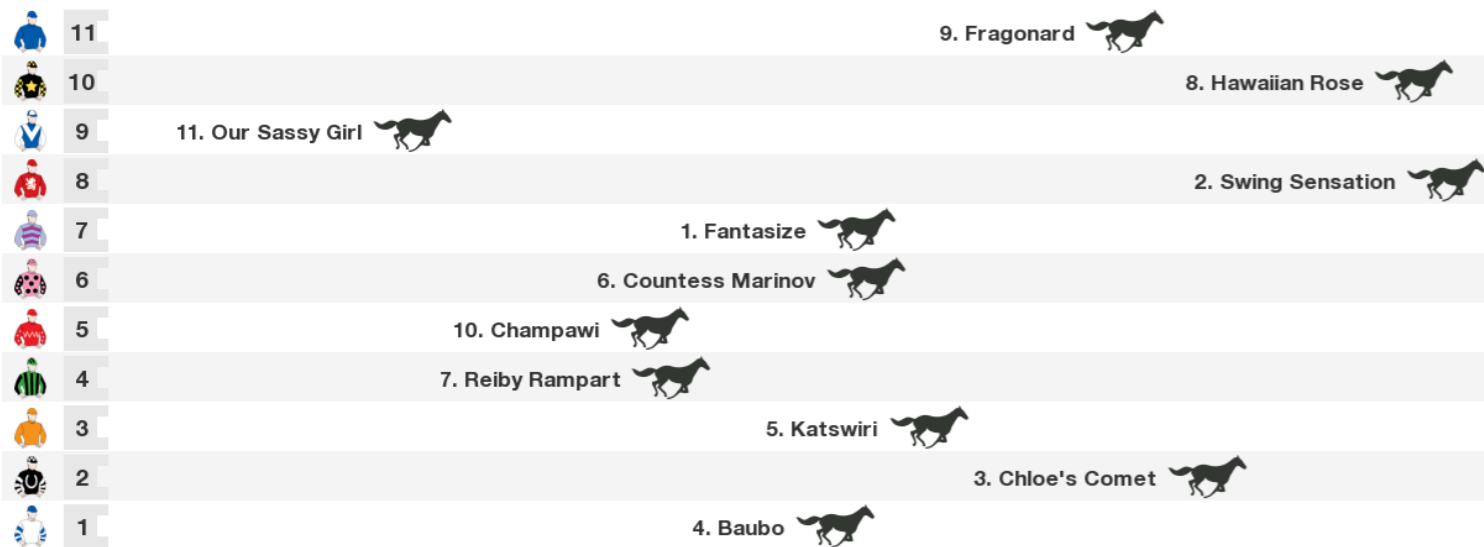 11 9. Fragonard
10 8. Hawaiian Rose
9 11. Our Sassy Girl
8 2. Swing Sensation
7 1. Fantasize
6 6. Countess Marinov
5 10. Champawi
4 7. Reiby Rampart
3 5. Katswiri
2 3. Chloe's Comet
1 4. Baubo